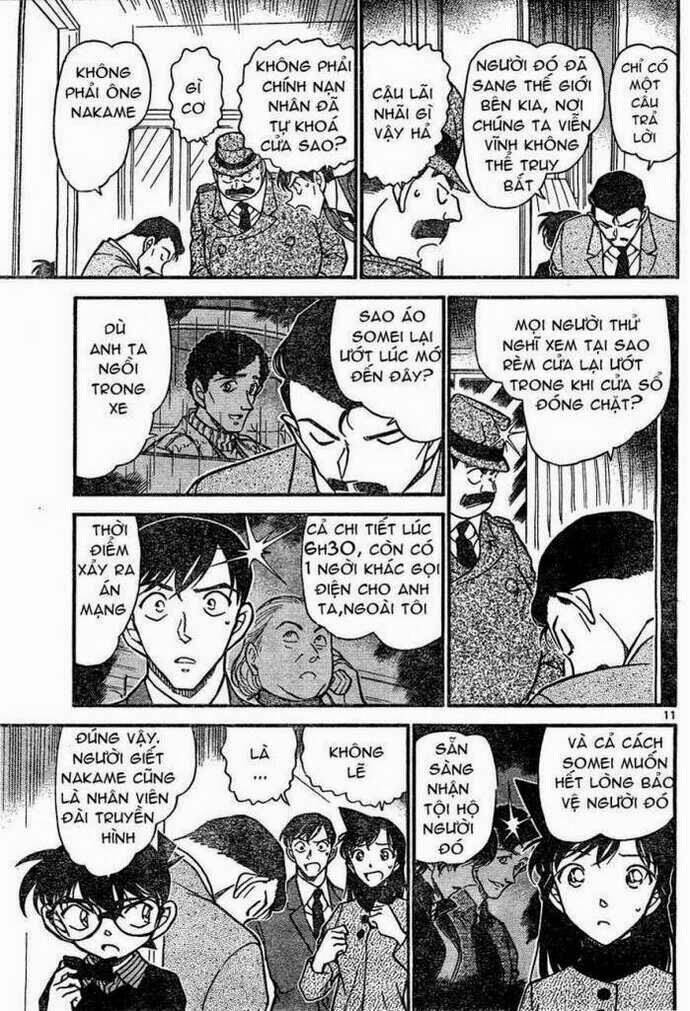 CHỈ CÓ
MỘT
CÂU
TRẢ
LỜI
NGƯỜI ĐÓ ĐÃ
SANG THẾ GIỚI
BÊN KIA, NƠI
CHÚNG TA VIỄN
VĨNH KHÔNG
THỂ TRUY
BẮT
CẬU LÃI
NHÃI GÌ
VẬY HẢ
KHÔNG PHẢI
CHÍNH NẠN
NHÂN ĐÃ
TỰ KHOÁ
CỬA SAO?
GÌ
CƠ
KHÔNG
PHẢI ÔNG
NAKAME
MỌI NGƯỜI THỬ
NGHĨ XEM TẠI SAO
RÈM CỬA LẠI ƯỚT
TRONG KHI CỬA SỔ
ĐÓNG CHẶT?
SAO ÁO
SOMEI LẠI
ƯỚT LÚC MỚ
ĐẾN ĐÂY?
DÙ
ANH TA
NGỒI
TRONG
XE
CẢ CHI TIẾT LÚC
6H30, CÒN CÓ
1 NGỜI KHÁC GỌI
ĐIỆN CHO ANH
TA,NGOÀI TÔI
THỜI
ĐIỂM
XẢY RA
ÁN
MẠNG
11
VÀ CẢ CÁCH
SOMEI MUỐN
HẾT LÒNG BẢO
VỆ NGƯỜI ĐÓ
SẴN
SÀNG
NHẬN
TỘI HỘ
NGƯỜI
ĐÓ
KHÔNG
LẼ
LÀ
...
ĐÚNG VẬY.
NGƯỜI GIẾT
NAKAME CŨNG
LÀ NHÂN VIÊN
ĐÀI TRUYỀN
HÌNH